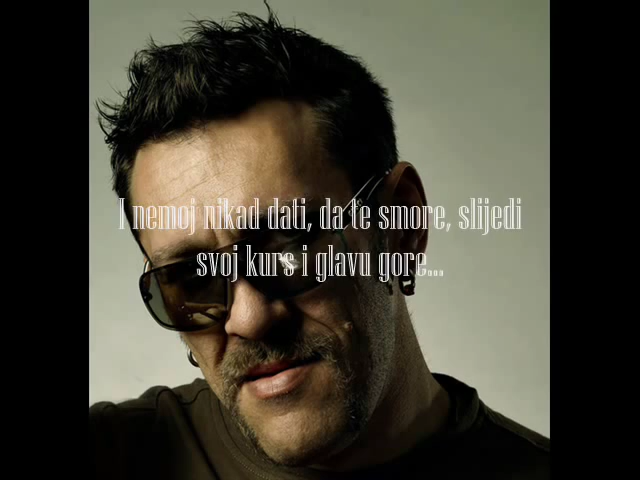 I nemoj nikad dati, da te smore, slijedi
svoj kurs i glavu gore...